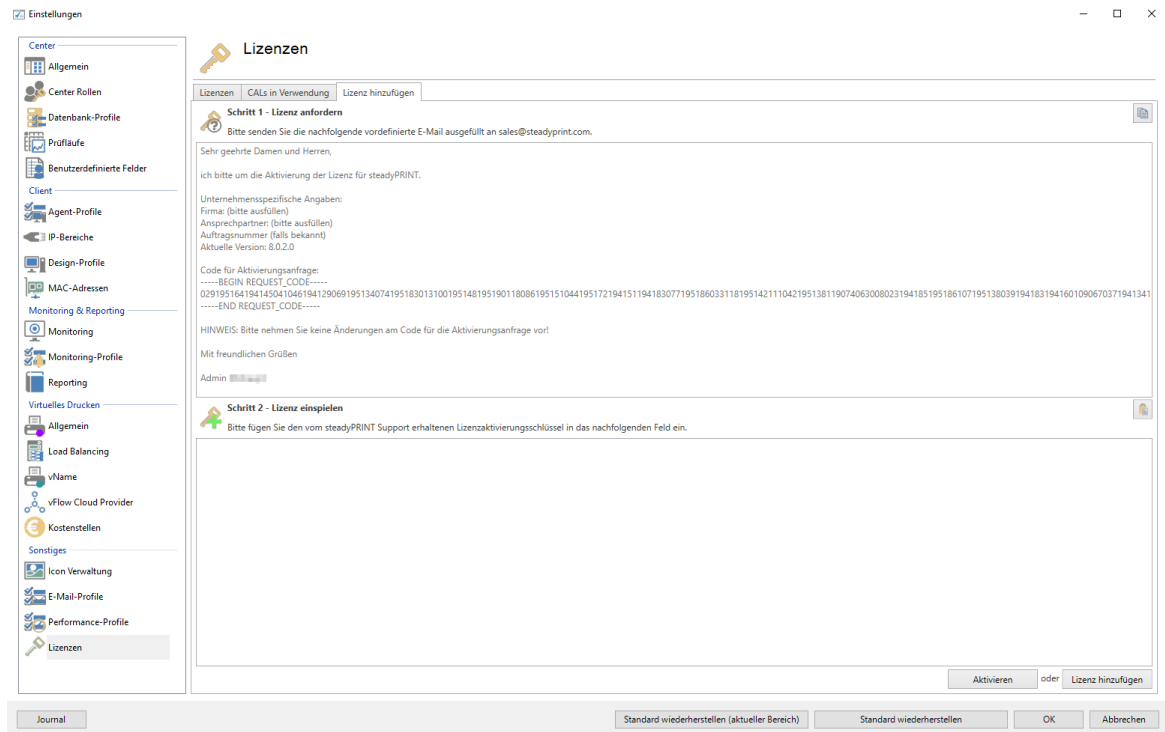 Einstellungen
Center
Allgemein
Center Rollen
Datenbank-Profile
Prüfläufe
Benutzerdefinierte Felder
Client
Agent-Profile
IP-Bereiche
Design-Profile
MAC-Adressen
Monitoring & Reporting
Monitoring
Monitoring-Profile
Reporting
Virtuelles Drucken
Allgemein
Load Balancing
vName
vFlow Cloud Provider
Kostenstellen
Sonstiges
Icon Verwaltung
E-Mail-Profile
Performance-Profile
Lizenzen
Lizenzen
Lizenzen CALs in Verwendung Lizenz hinzufügen
Schritt 1 - Lizenz anfordern
Bitte senden Sie die nachfolgende vordefinierte E-Mail ausgefüllt an sales@steadyprint.com.
Sehr geehrte Damen und Herren,
ich bitte um die Aktivierung der Lizenz für steadyPRINT.
Unternehmensspezifische Angaben:
Firma: (bitte ausfüllen)
Ansprechpartner: (bitte ausfüllen)
Auftragsnummer (falls bekannt)
Aktuelle Version: 8.0.2.0
Code für Aktivierungsanfrage:
-----BEGIN REQUEST_CODE-----
-----END REQUEST_CODE-----
HINWEIS: Bitte nehmen Sie keine Änderungen am Code für die Aktivierungsanfrage vor!
Mit freundlichen Grüßen
Admin
Schritt 2 - Lizenz einspielen
Bitte fügen Sie den vom steadyPRINT Support erhaltenen Lizenzaktivierungsschlüssel in das nachfolgenden Feld ein.
Aktivieren oder Lizenz hinzufügen
Journal Standard wiederherstellen (aktueller Bereich) Standard wiederherstellen OK Abbrechen